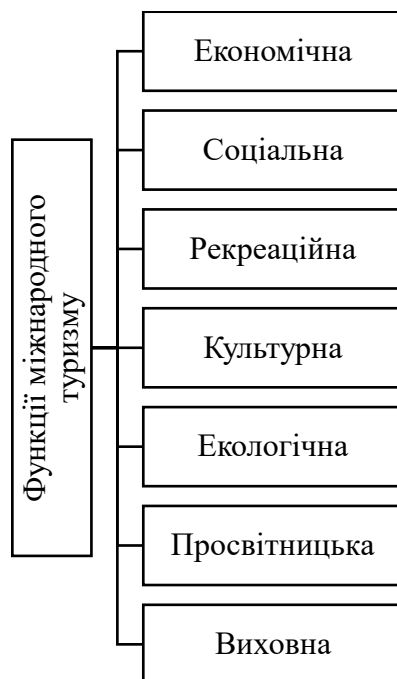 Функції міжнародного
туризму
Економічна
Соціальна
Рекреаційна
Культурна
Екологічна
Просвітницька
Виховна